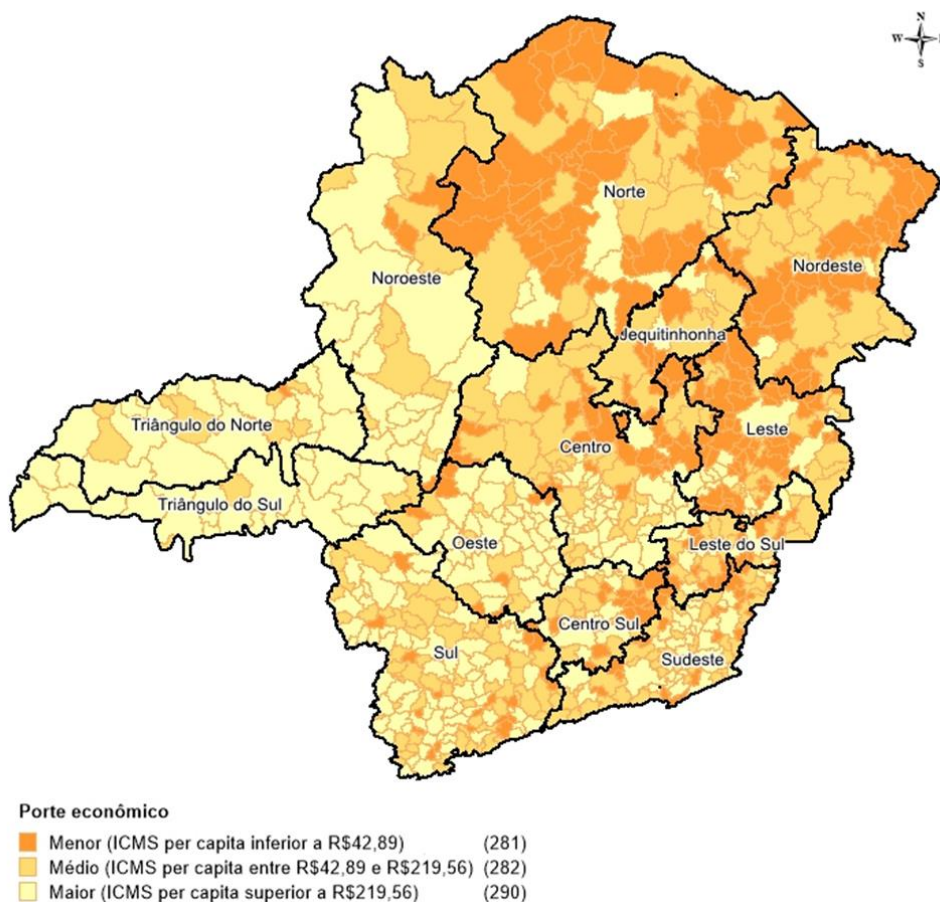 N
W
S
Norte
Nordeste
Noroeste
Jequitinhonha
Triângulo do Norte
Leste
Centro
Triângulo do Sul
Oeste
Leste do Sul
Centro Sul
Sul
Sudeste
Porte econômico
Menor (ICMS per capita inferior a R$42,89) (281)
Médio (ICMS per capita entre R$42,89 e R$219,56) (282)
Maior (ICMS per capita superior a R$219,56) (290)